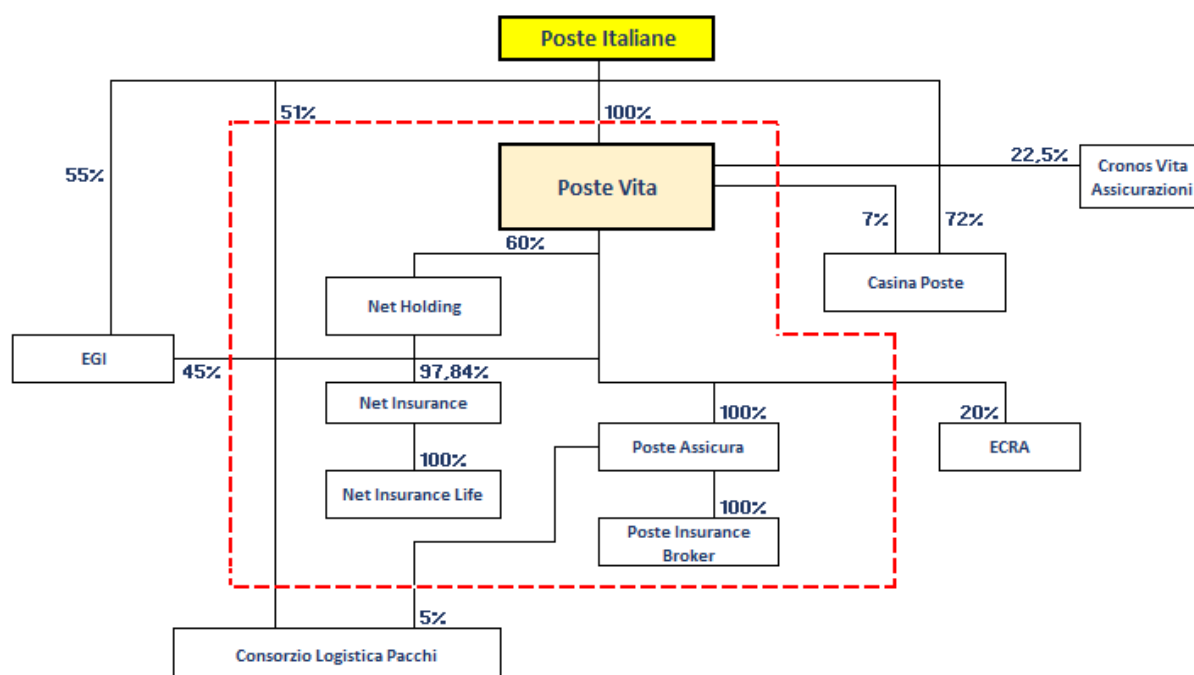 Poste Italiane
51%
100%
55%
Poste Vita
22,5%
Cronos Vita
Assicurazioni
7%
72%
60%
Casina Poste
Net Holding
EGI
45%
97,84%
Net Insurance
100%
20%
Poste Assicura
ECRA
100%
Net Insurance Life
100%
Poste Insurance
Broker
5%
Consorzio Logistica Pacchi